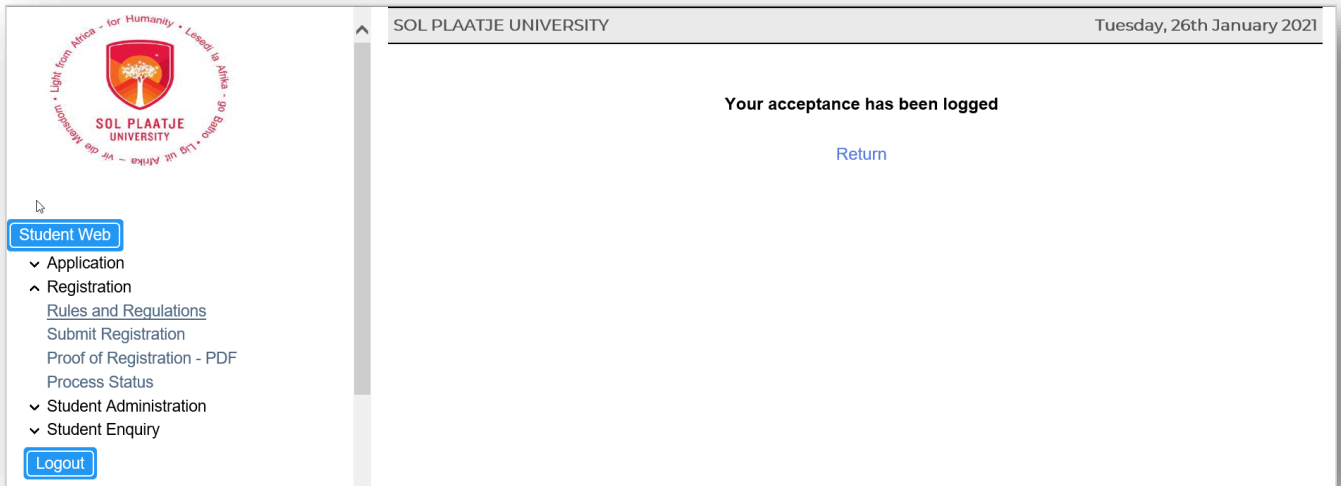 Light from Africa - for Humanity • Lesedi la Afrika - go Batho • Lig uit Afrika – vir die Mensdom •
SOL PLAATJE
UNIVERSITY
SOL PLAATJE UNIVERSITY
Tuesday, 26th January 2021
Your acceptance has been logged
Return
Student Web
Application
Registration
Rules and Regulations
Submit Registration
Proof of Registration - PDF
Process Status
Student Administration
Student Enquiry
Logout